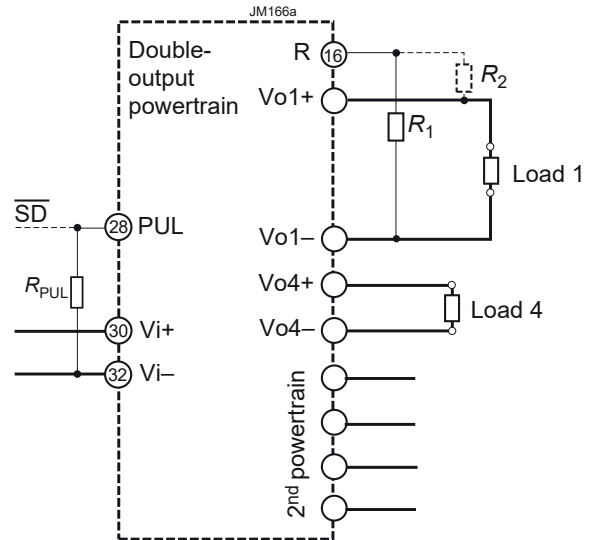 JM166a
Double-
output
powertrain
R 16
R2
Vo1+
R1
Load 1
SD
28 PUL
Vo1–
RPUL
Vo4+
Load 4
30 Vi+
Vo4–
32 Vi–
2nd powertrain